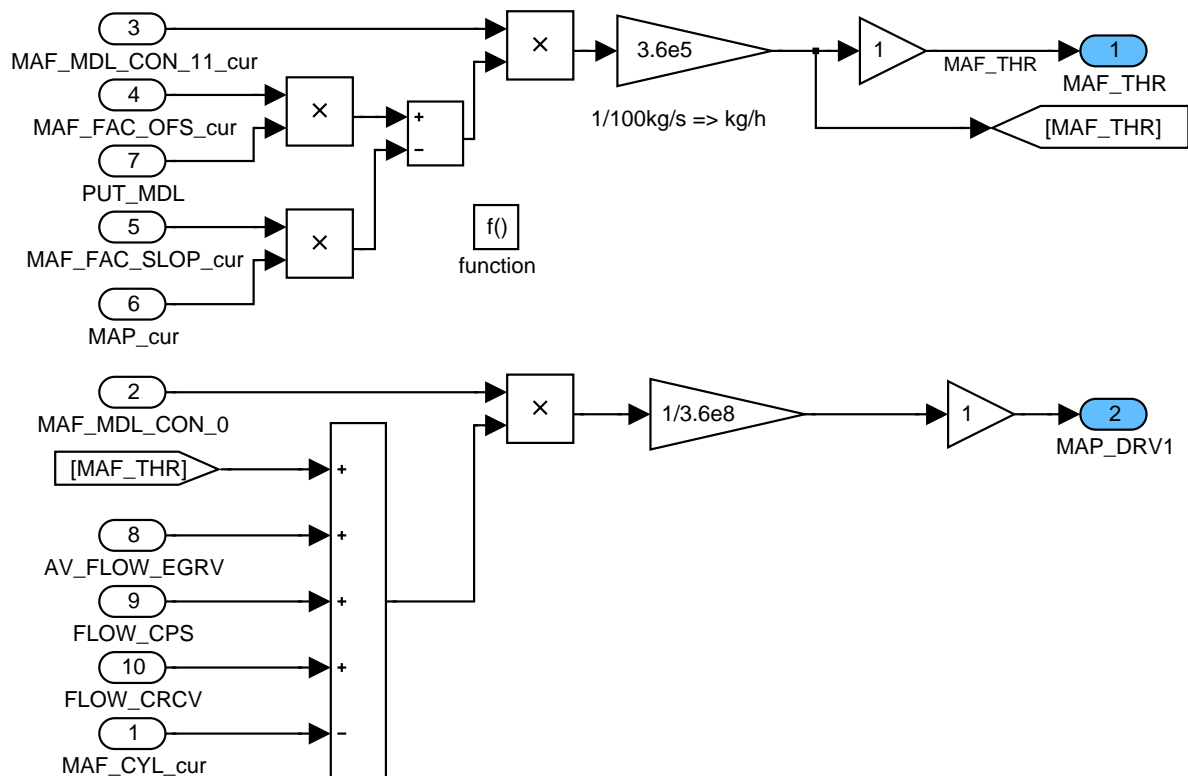 3
MAF_MDL_CON_11_cur
4
MAF_FAC_OFS_cur
7
PUT_MDL
5
MAF_FAC_SLOP_cur
6
MAP_cur
×
×
×
+
−
f()
function
3.6e5
1/100kg/s => kg/h
1
MAF_THR
1
MAF_THR
[MAF_THR]
2
MAF_MDL_CON_0
[MAF_THR]
8
AV_FLOW_EGRV
9
FLOW_CPS
10
FLOW_CRCV
1
MAF_CYL_cur
+
+
+
+
−
×
1/3.6e8
1
2
MAP_DRV1